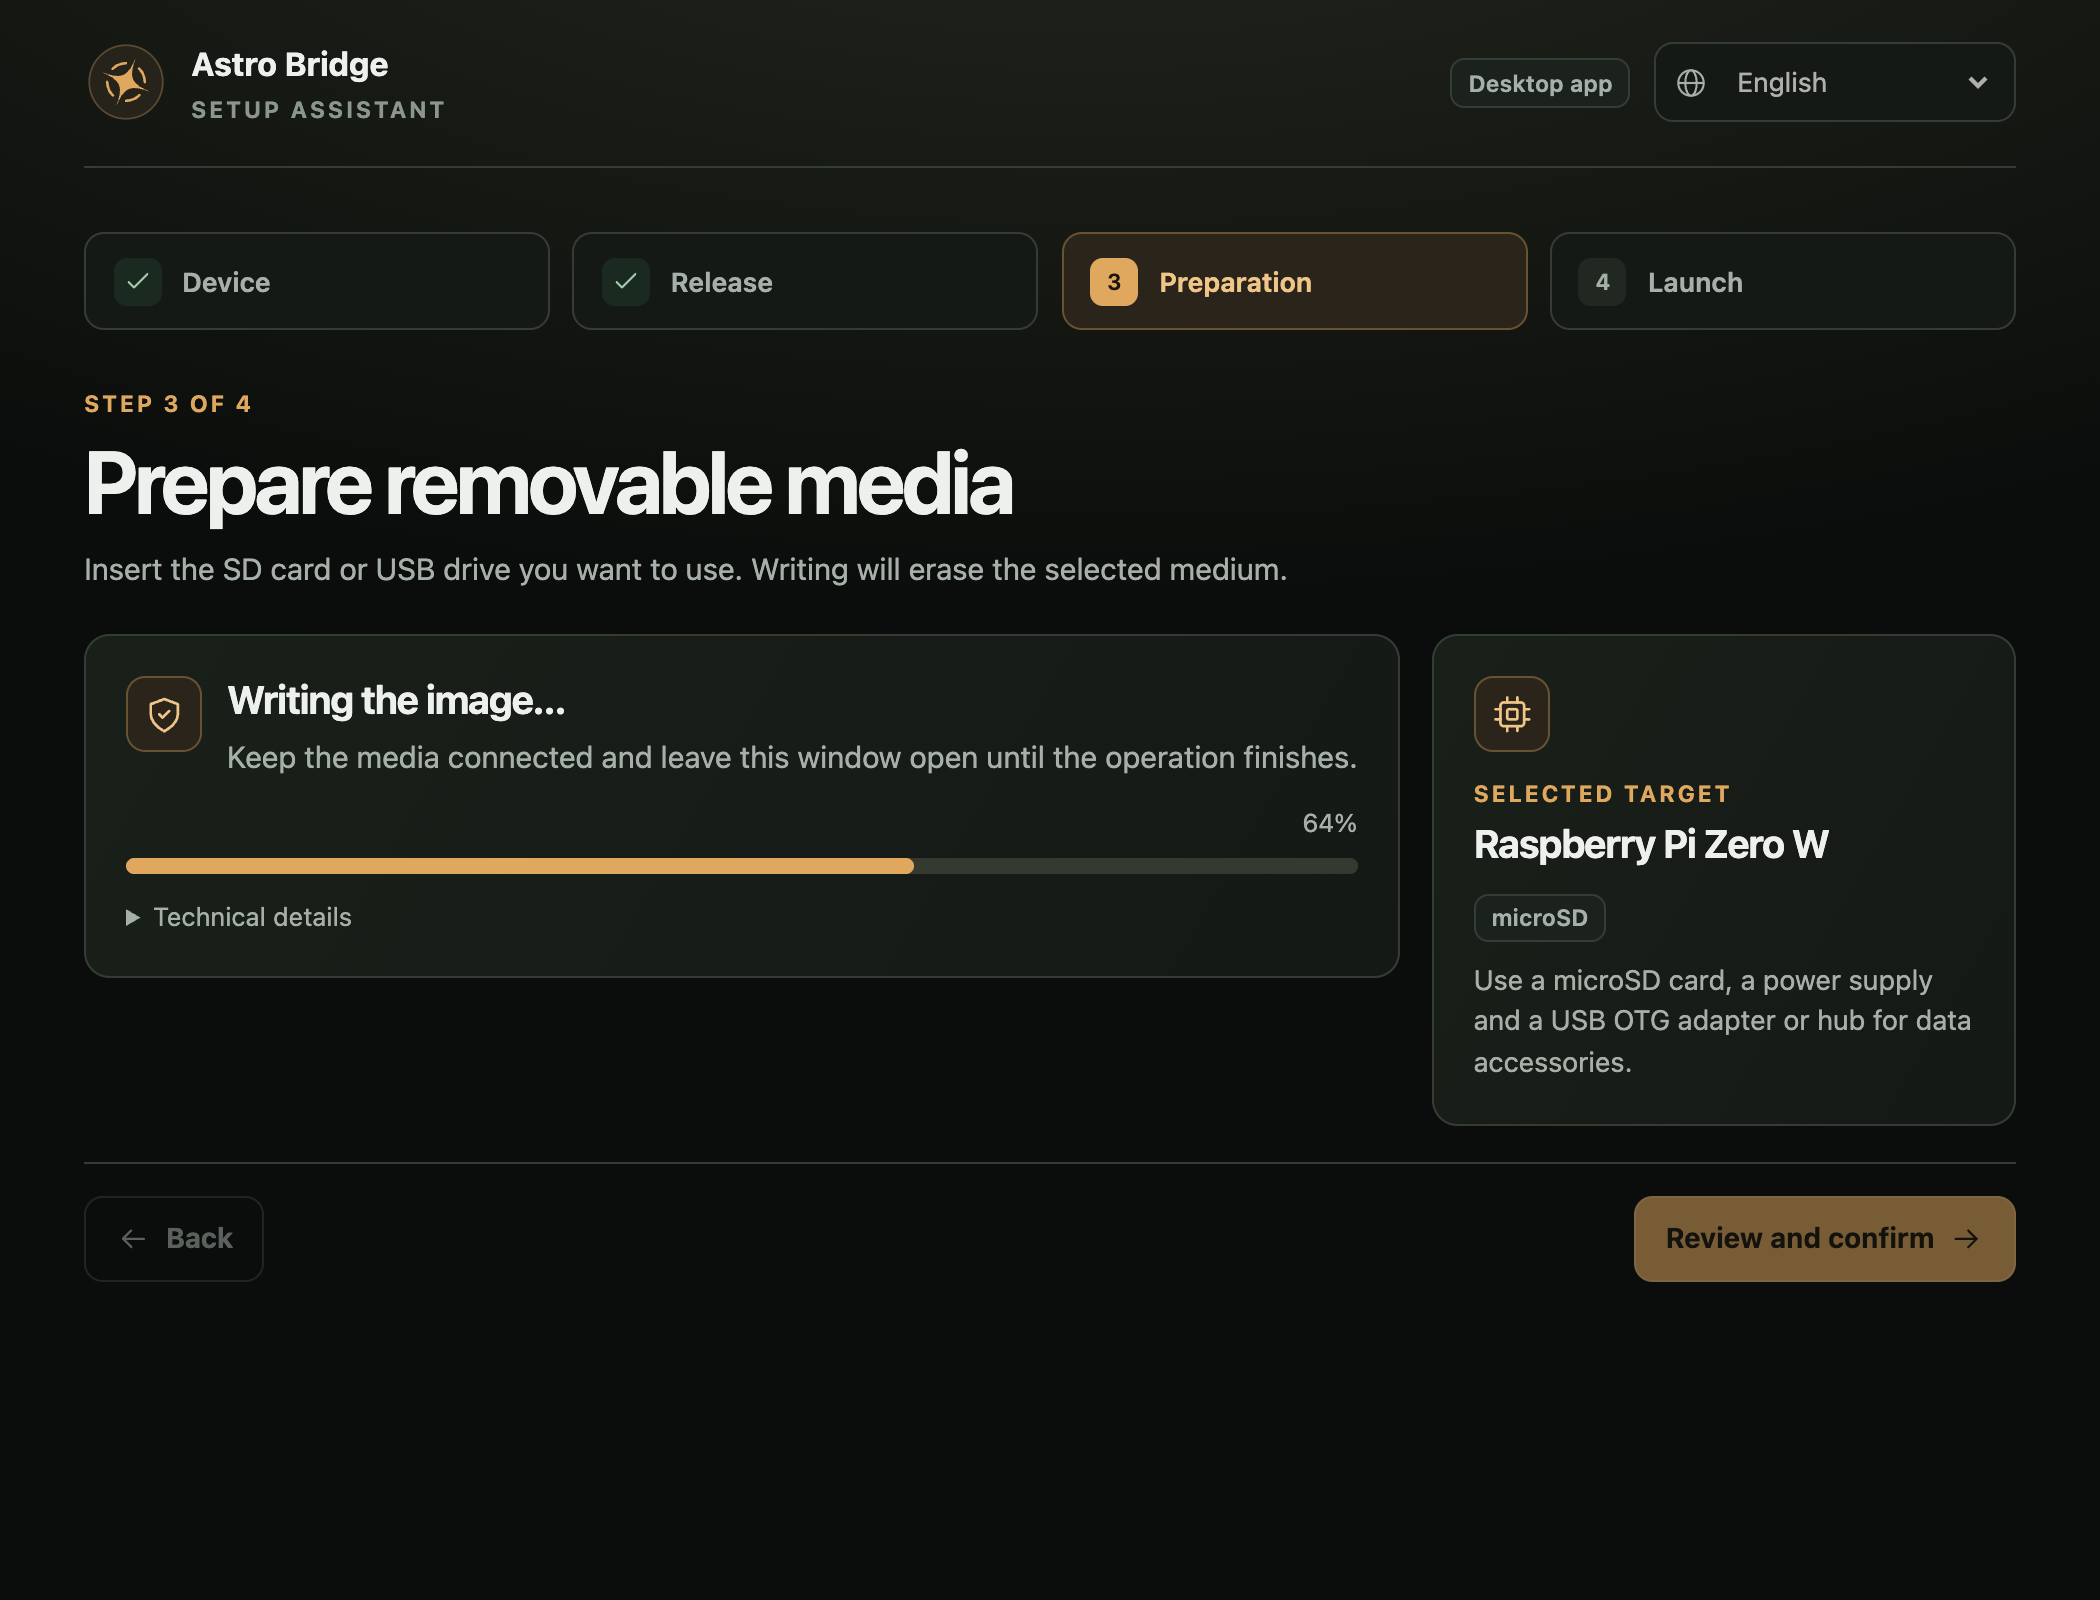 Astro Bridge
SETUP ASSISTANT
Desktop app
English
Device
Release
3 Preparation
4 Launch
STEP 3 OF 4
Prepare removable media
Insert the SD card or USB drive you want to use. Writing will erase the selected medium.
Writing the image...
Keep the media connected and leave this window open until the operation finishes.
64%
Technical details
SELECTED TARGET
Raspberry Pi Zero W
microSD
Use a microSD card, a power supply
and a USB OTG adapter or hub for data
accessories.
Back
Review and confirm